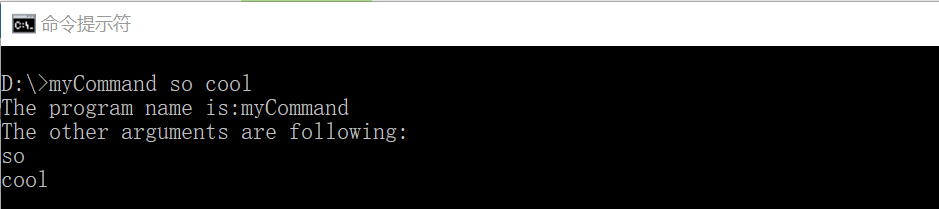 命令提示符
D:\>myCommand so cool
The program name is:myCommand
The other arguments are following:
so
cool